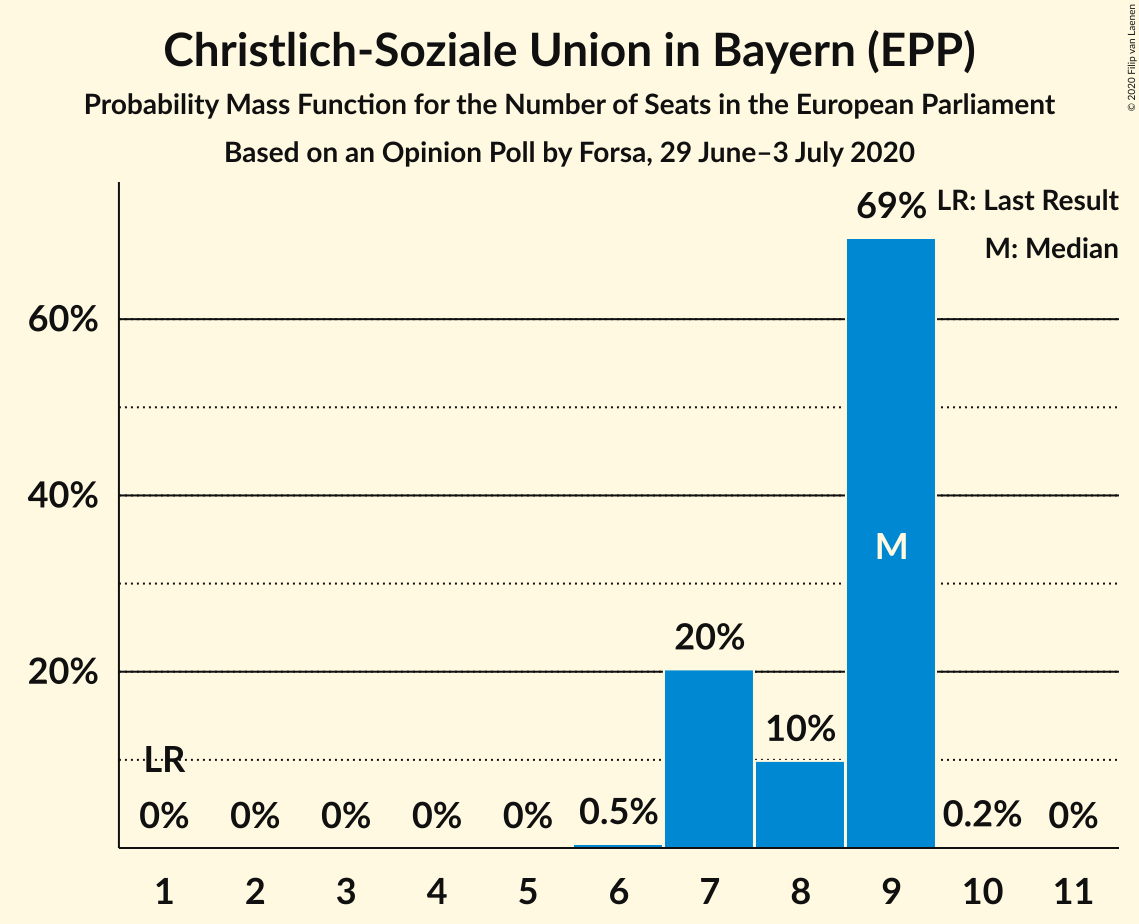 Christlich-Soziale Union in Bayern (EPP)
Probability Mass Function for the Number of Seats in the European Parliament
Based on an Opinion Poll by Forsa, 29 June–3 July 2020
© 2020 Filip van Laenen
LR: Last Result
M: Median
69%
60%
40%
M
20%
20%
10%
LR
0% 0% 0% 0% 0% 0.5% 0.2% 0%
1 2 3 4 5 6 7 8 9 10 11